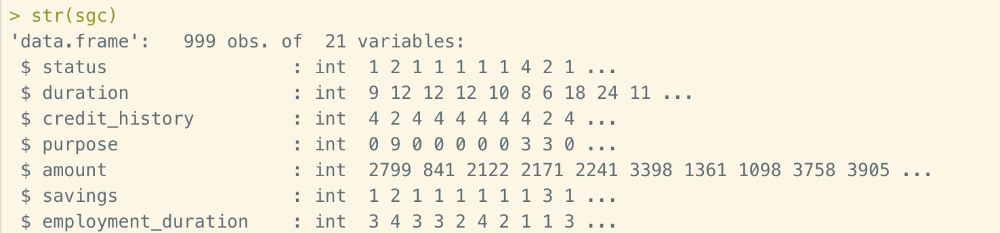 > str(sgc)
'data.frame':   999 obs. of  21 variables:
 $ status                 : int  1 2 1 1 1 1 1 4 2 1 ...
 $ duration               : int  9 12 12 12 10 8 6 18 24 11 ...
 $ credit_history         : int  4 2 4 4 4 4 4 4 2 4 ...
 $ purpose                : int  0 9 0 0 0 0 0 3 3 0 ...
 $ amount                 : int  2799 841 2122 2171 2241 3398 1361 1098 3758 3905 ...
 $ savings                : int  1 2 1 1 1 1 1 1 3 1 ...
 $ employment_duration    : int  3 4 3 3 2 4 2 1 1 3 ...